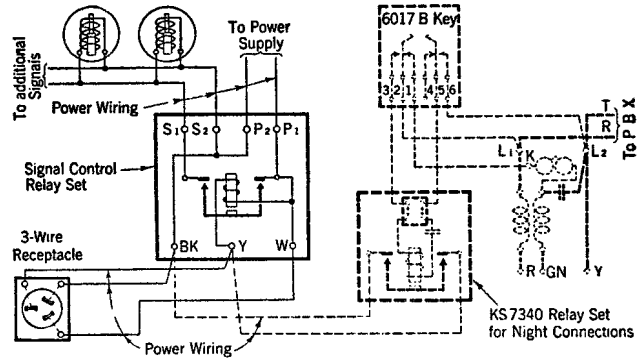 6017 B Key
To Power
Supply
To additional
Signals
3 2 1 4 5 6
Power Wiring
T
R
To PBX
S1 S2 P2 P1
L1 K L2
Signal Control
Relay Set
3-Wire
Receptacle
BK Y W
R GN Y
KS7340 Relay Set
for Night Connections
Power Wiring